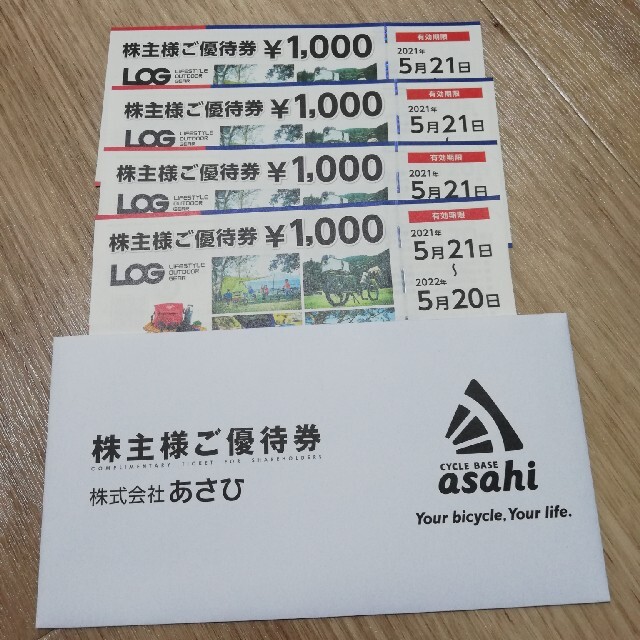 株主様ご優待券 ¥1,000
LOG LIFESTYLE OUTDOOR GEAR
有効期限
2021年
5月21日
株主様ご優待券 ¥1,000
LOG LIFESTYLE OUTDOOR GEAR
有効期限
2021年
5月21日
株主様ご優待券 ¥1,000
LOG LIFESTYLE OUTDOOR GEAR
有効期限
2021年
5月21日
株主様ご優待券 ¥1,000
LOG LIFESTYLE OUTDOOR GEAR
有効期限
2021年
5月21日
～
2022年
5月20日
株主様ご優待券
COMPLIMENTARY TICKET FOR SHAREHOLDERS
株式会社あさひ
CYCLE BASE
asahi
Your bicycle, Your life.